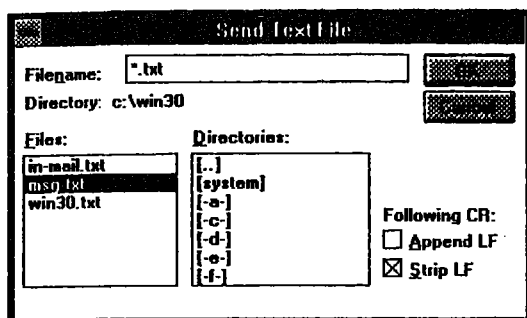 Send Text File
Filename: *.txt
Directory: c:\win30
Files:
in-mail.txt
msg.txt
win30.txt
Directories:
[..]
[system]
[-a-]
[-c-]
[-d-]
[-e-]
[-f-]
Following CR:
Append LF
Strip LF